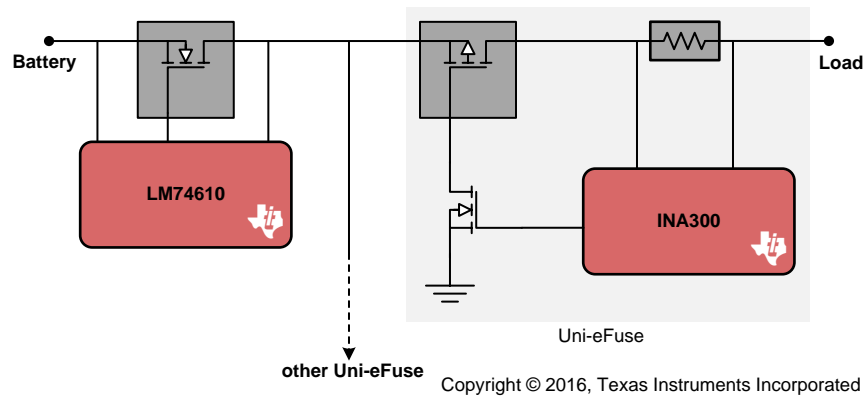 Battery
Load
LM74610
INA300
Uni-eFuse
other Uni-eFuse
Copyright © 2016, Texas Instruments Incorporated